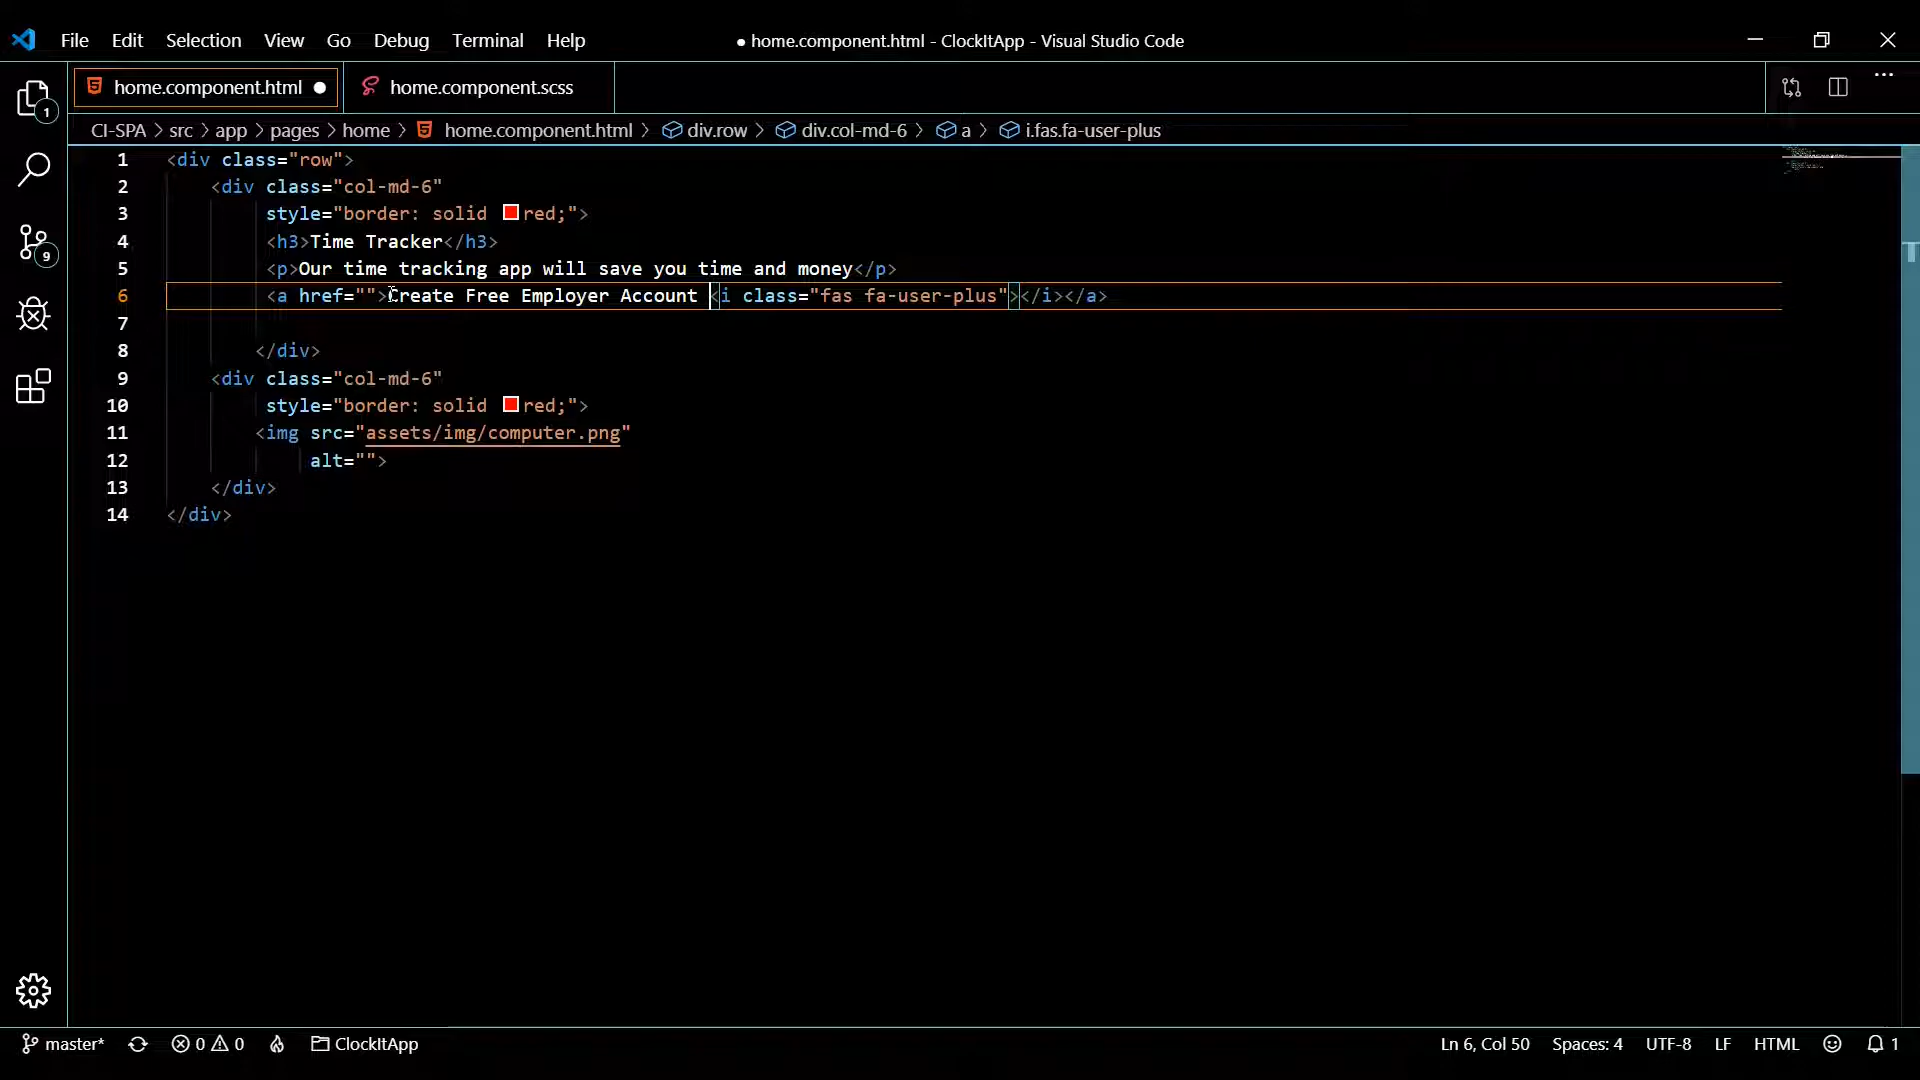 File Edit Selection View Go Debug Terminal Help ● home.component.html - ClockItApp - Visual Studio Code
home.component.html ● home.component.scss
CI-SPA > src > app > pages > home > home.component.html > div.row > div.col-md-6 > a > i.fas.fa-user-plus
1 <div class="row">
2 <div class="col-md-6"
3 style="border: solid red;">
4 <h3>Time Tracker</h3>
5 <p>Our time tracking app will save you time and money</p>
6 <a href="">Create Free Employer Account <i class="fas fa-user-plus"></i></a>
7
8 </div>
9 <div class="col-md-6"
10 style="border: solid red;">
11 <img src="assets/img/computer.png"
12 alt="">
13 </div>
14 </div>
1
9
master* 0 0 ClockItApp Ln 6, Col 50 Spaces: 4 UTF-8 LF HTML 1